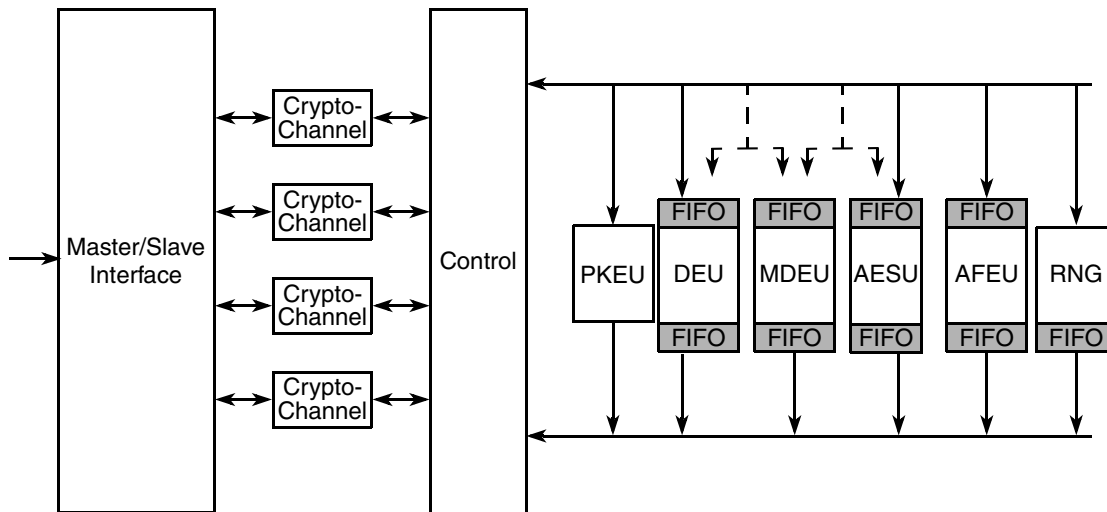 Master/Slave
Interface
Crypto-
Channel
Crypto-
Channel
Crypto-
Channel
Crypto-
Channel
Control
FIFO
FIFO
FIFO
FIFO
PKEU
DEU
MDEU
AESU
AFEU
RNG
FIFO
FIFO
FIFO
FIFO
FIFO